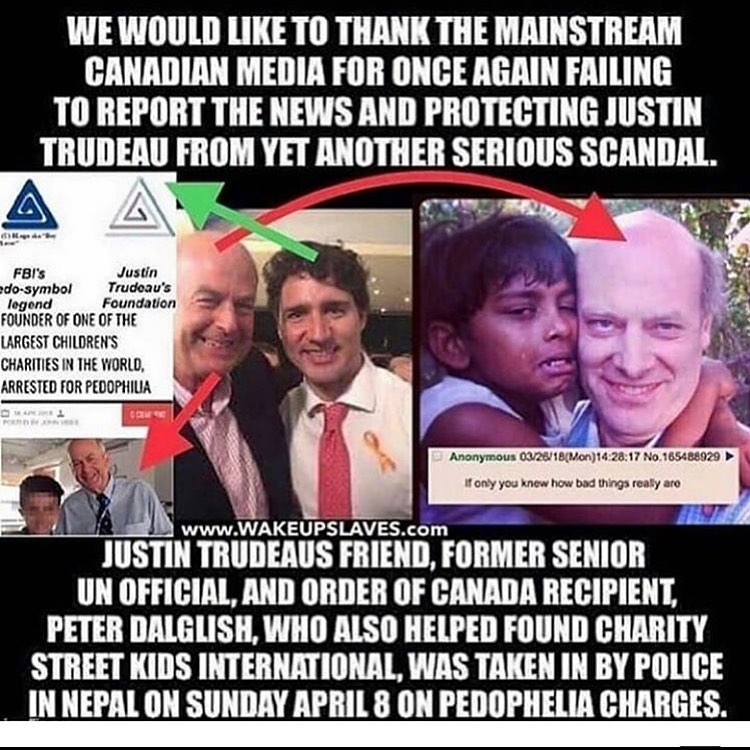 WE WOULD LIKE TO THANK THE MAINSTREAM
CANADIAN MEDIA FOR ONCE AGAIN FAILING
TO REPORT THE NEWS AND PROTECTING JUSTIN
TRUDEAU FROM YET ANOTHER SERIOUS SCANDAL.
FBI's
edo-symbol
legend
Justin
Trudeau's
Foundation
FOUNDER OF ONE OF THE
LARGEST CHILDREN'S
CHARITIES IN THE WORLD,
ARRESTED FOR PEDOPHILIA
Anonymous 03/26/18(Mon)14:28:17 No.165488929
If only you knew how bad things really are
www.WAKEUPSLAVES.com
JUSTIN TRUDEAUS FRIEND, FORMER SENIOR
UN OFFICIAL, AND ORDER OF CANADA RECIPIENT,
PETER DALGLISH, WHO ALSO HELPED FOUND CHARITY
STREET KIDS INTERNATIONAL, WAS TAKEN IN BY POLICE
IN NEPAL ON SUNDAY APRIL 8 ON PEDOPHELIA CHARGES.